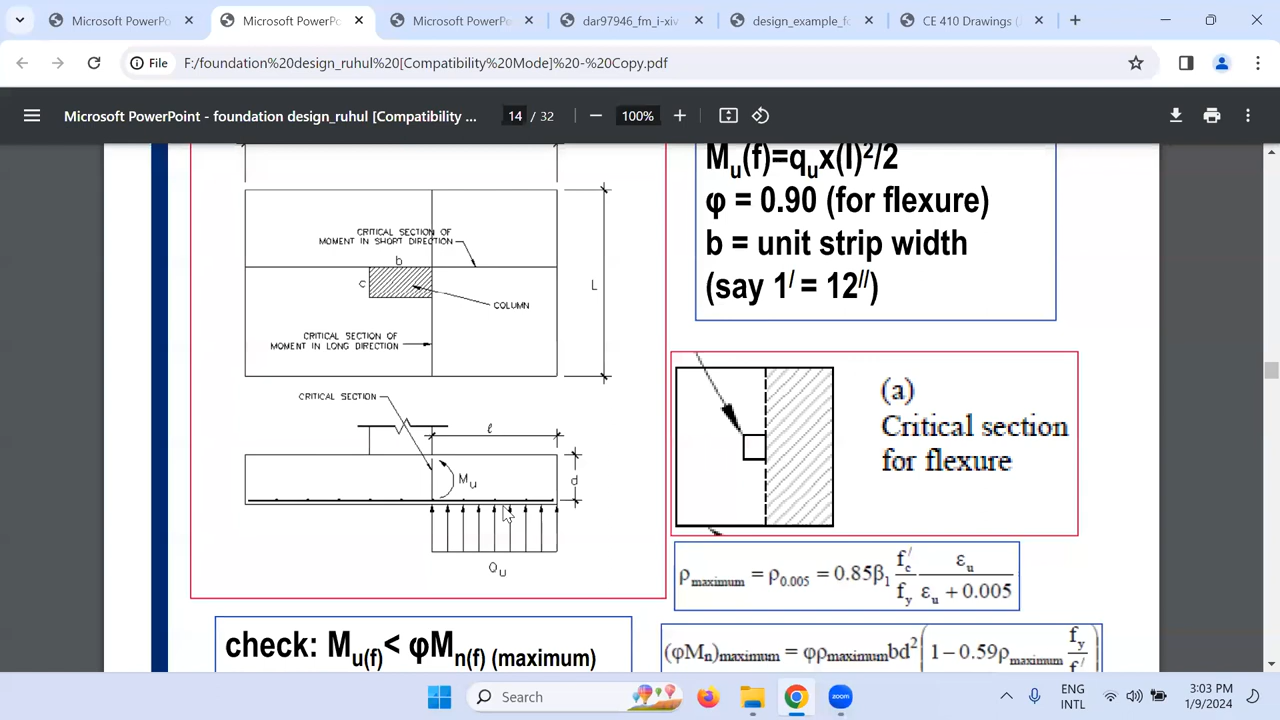 Microsoft PowerPo
Microsoft PowerPo
Microsoft PowerPo
dar97946_fm_i-xiv
design_example_fo
CE 410 Drawings (
File
F:/foundation%20design_ruhul%20[Compatibility%20Mode]%20-%20Copy.pdf
Microsoft PowerPoint - foundation design_ruhul [Compatibility ...
14 / 32
100%
CRITICAL SECTION OF
MOMENT IN SHORT DIRECTION
b
c
COLUMN
L
CRITICAL SECTION OF
MOMENT IN LONG DIRECTION
CRITICAL SECTION
ℓ
Mu
d
Qu
check: Mu(f)< φMn(f) (maximum)
Mu(f)=qux(l)²/2
φ = 0.90 (for flexure)
b = unit strip width
(say 1/ = 12//)
(a)
Critical section
for flexure
ρmaximum = ρ0.005 = 0.85β1 f′c/fy εu/(εu + 0.005)
(φMn)maximum = φρmaximumbd²(1−0.59ρmaximum fy/f′
Search
zoom
ENG
INTL
3:03 PM
1/9/2024